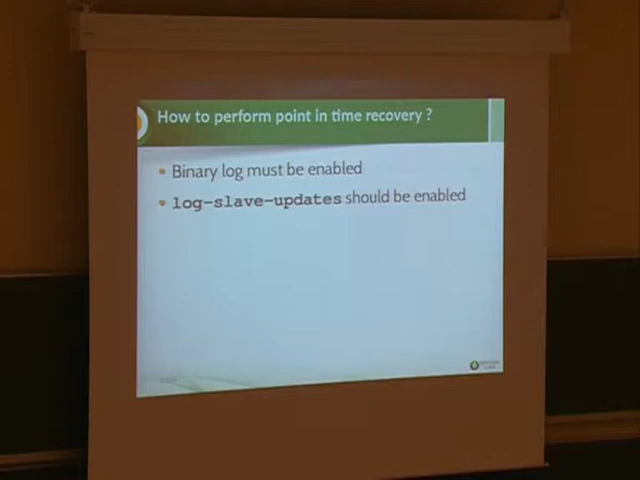 How to perform point in time recovery ?
Binary log must be enabled
log-slave-updates should be enabled